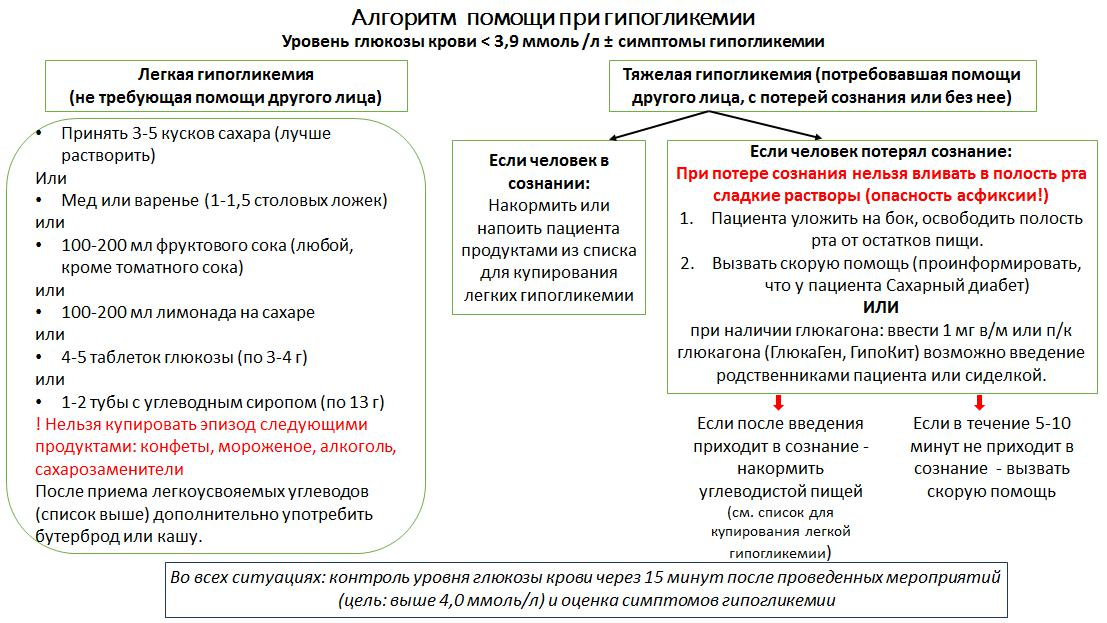 Алгоритм помощи при гипогликемии
Уровень глюкозы крови < 3,9 ммоль /л ± симптомы гипогликемии
Легкая гипогликемия
(не требующая помощи другого лица)
• Принять 3-5 кусков сахара (лучше
растворить)
Или
• Мед или варенье (1-1,5 столовых ложек)
или
• 100-200 мл фруктового сока (любой,
кроме томатного сока)
или
• 100-200 мл лимонада на сахаре
или
• 4-5 таблеток глюкозы (по 3-4 г)
или
• 1-2 тубы с углеводным сиропом (по 13 г)
! Нельзя купировать эпизод следующими
продуктами: конфеты, мороженое, алкоголь,
сахарозаменители
После приема легкоусвояемых углеводов
(список выше) дополнительно употребить
бутерброд или кашу.
Тяжелая гипогликемия (потребовавшая помощи
другого лица, с потерей сознания или без нее)
Если человек в
сознании:
Накормить или
напоить пациента
продуктами из списка
для купирования
легких гипогликемии
Если человек потерял сознание:
При потере сознания нельзя вливать в полость рта
сладкие растворы (опасность асфиксии!)
1. Пациента уложить на бок, освободить полость
рта от остатков пищи.
2. Вызвать скорую помощь (проинформировать,
что у пациента Сахарный диабет)
ИЛИ
при наличии глюкагона: ввести 1 мг в/м или п/к
глюкагона (ГлюкаГен, ГипоКит) возможно введение
родственниками пациента или сиделкой.
Если после введения
приходит в сознание -
накормить
углеводистой пищей
(см. список для
купирования легкой
гипогликемии)
Если в течение 5-10
минут не приходит в
сознание - вызвать
скорую помощь
Во всех ситуациях: контроль уровня глюкозы крови через 15 минут после проведенных мероприятий
(цель: выше 4,0 ммоль/л) и оценка симптомов гипогликемии